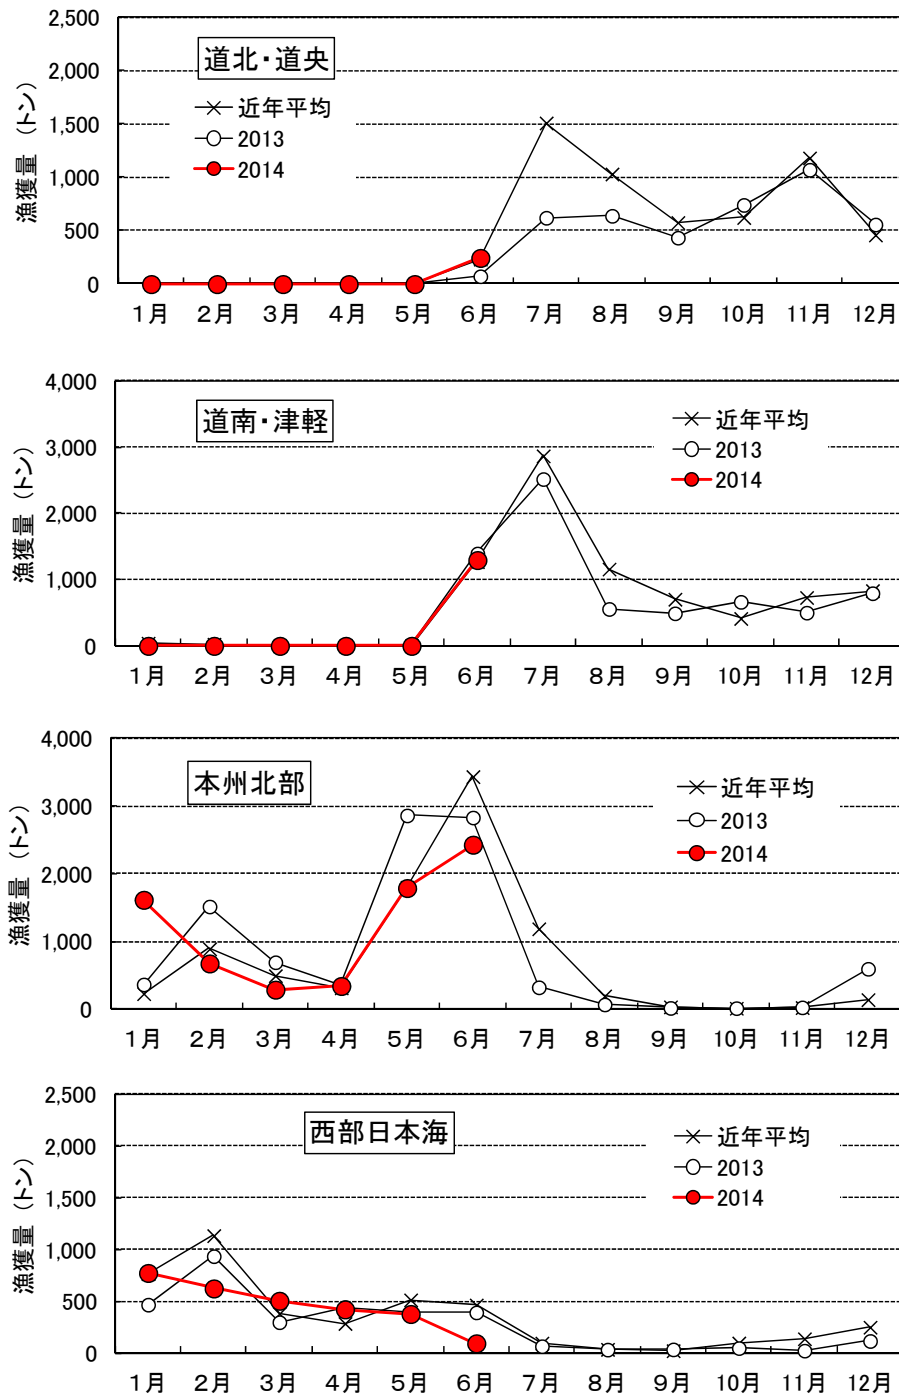 2,500
道北・道央
2,000
近年平均
1,500
2013
1,000
2014
500
0
漁獲量（トン）
1月 2月 3月 4月 5月 6月 7月 8月 9月 10月 11月 12月
4,000
道南・津軽
近年平均
3,000
2013
2014
2,000
1,000
0
漁獲量（トン）
1月 2月 3月 4月 5月 6月 7月 8月 9月 10月 11月 12月
4,000
本州北部
近年平均
3,000
2013
2014
2,000
1,000
0
漁獲量（トン）
1月 2月 3月 4月 5月 6月 7月 8月 9月 10月 11月 12月
2,500
西部日本海
近年平均
2,000
2013
2014
1,500
1,000
500
0
漁獲量（トン）
1月 2月 3月 4月 5月 6月 7月 8月 9月 10月 11月 12月